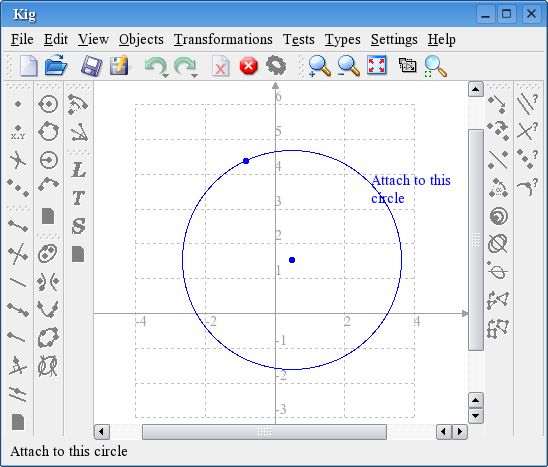 Kig
File Edit View Objects Transformations Tests Types Settings Help
x,y
L
T
S
6
5
4
3
2
1
-1
-2
-3
-4
-2
2
4
Attach to this
circle
Attach to this circle